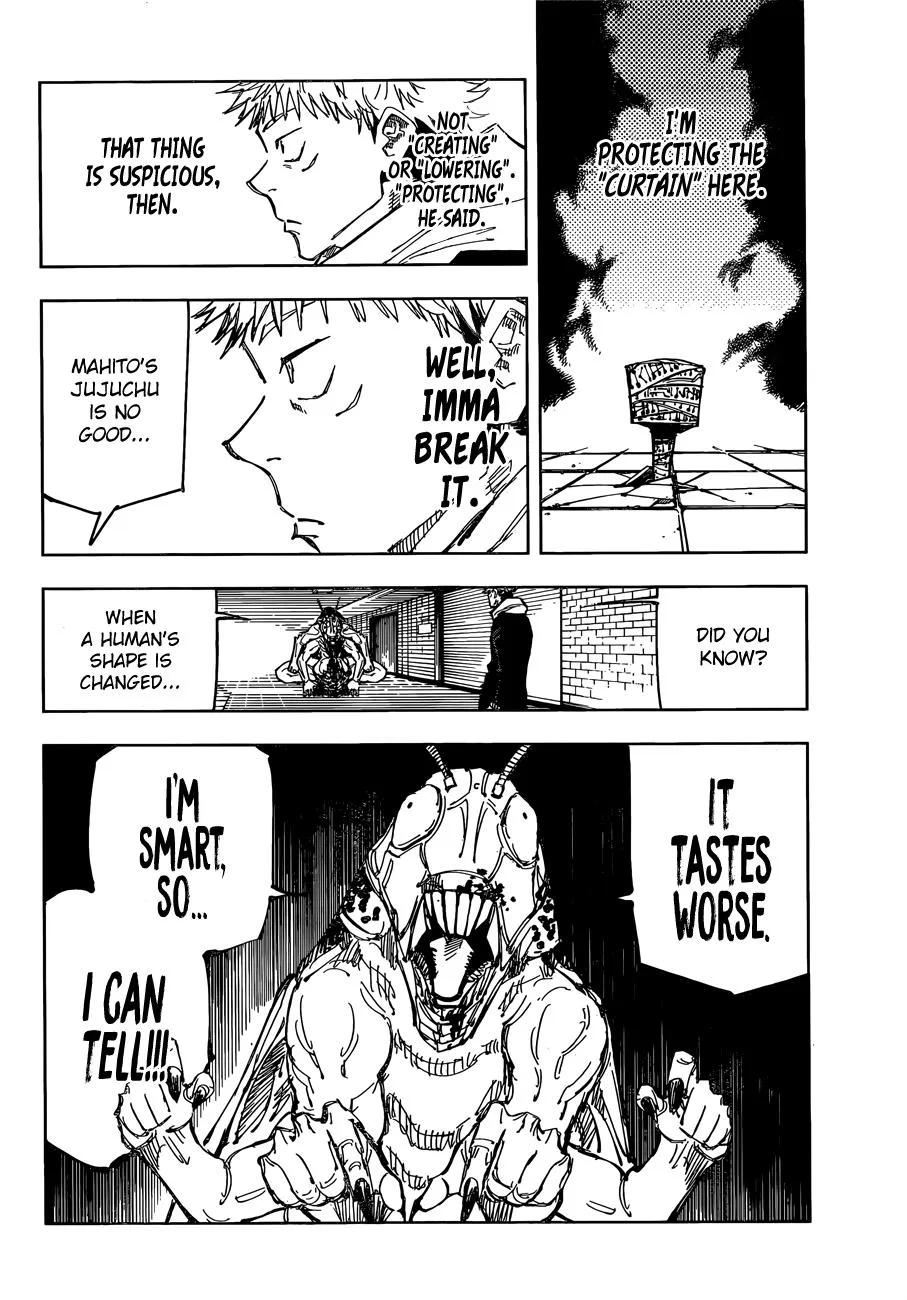 I'M
PROTECTING THE
"CURTAIN" HERE.
NOT
"CREATING"
OR "LOWERING".
"PROTECTING",
HE SAID.
THAT THING
IS SUSPICIOUS,
THEN.
WELL,
IMMA
BREAK
IT.
MAHITO'S
JUJUCHU
IS NO
GOOD...
DID YOU
KNOW?
WHEN
A HUMAN'S
SHAPE IS
CHANGED...
IT
TASTES
WORSE.
I'M
SMART,
SO...
I CAN
TELL!!!